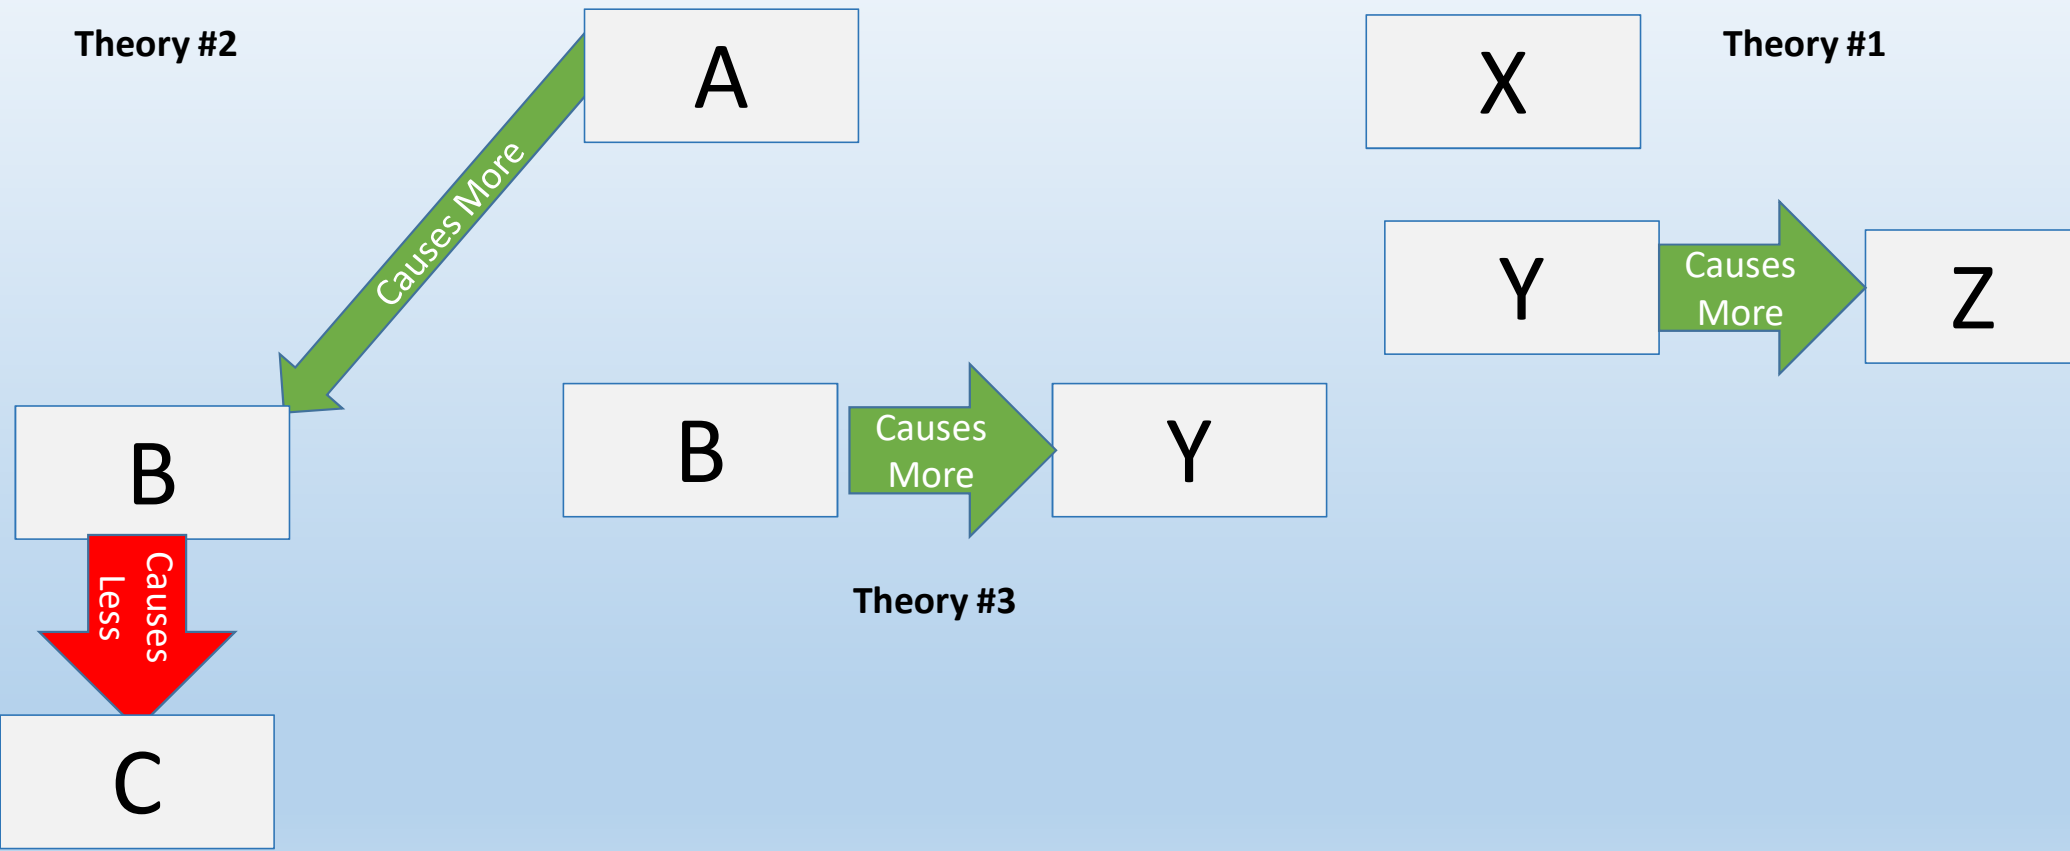 Theory #2
A
X
Theory #1
Causes More
Y
Causes
More
Z
B
B
Causes
More
Y
Causes
Less
Theory #3
C